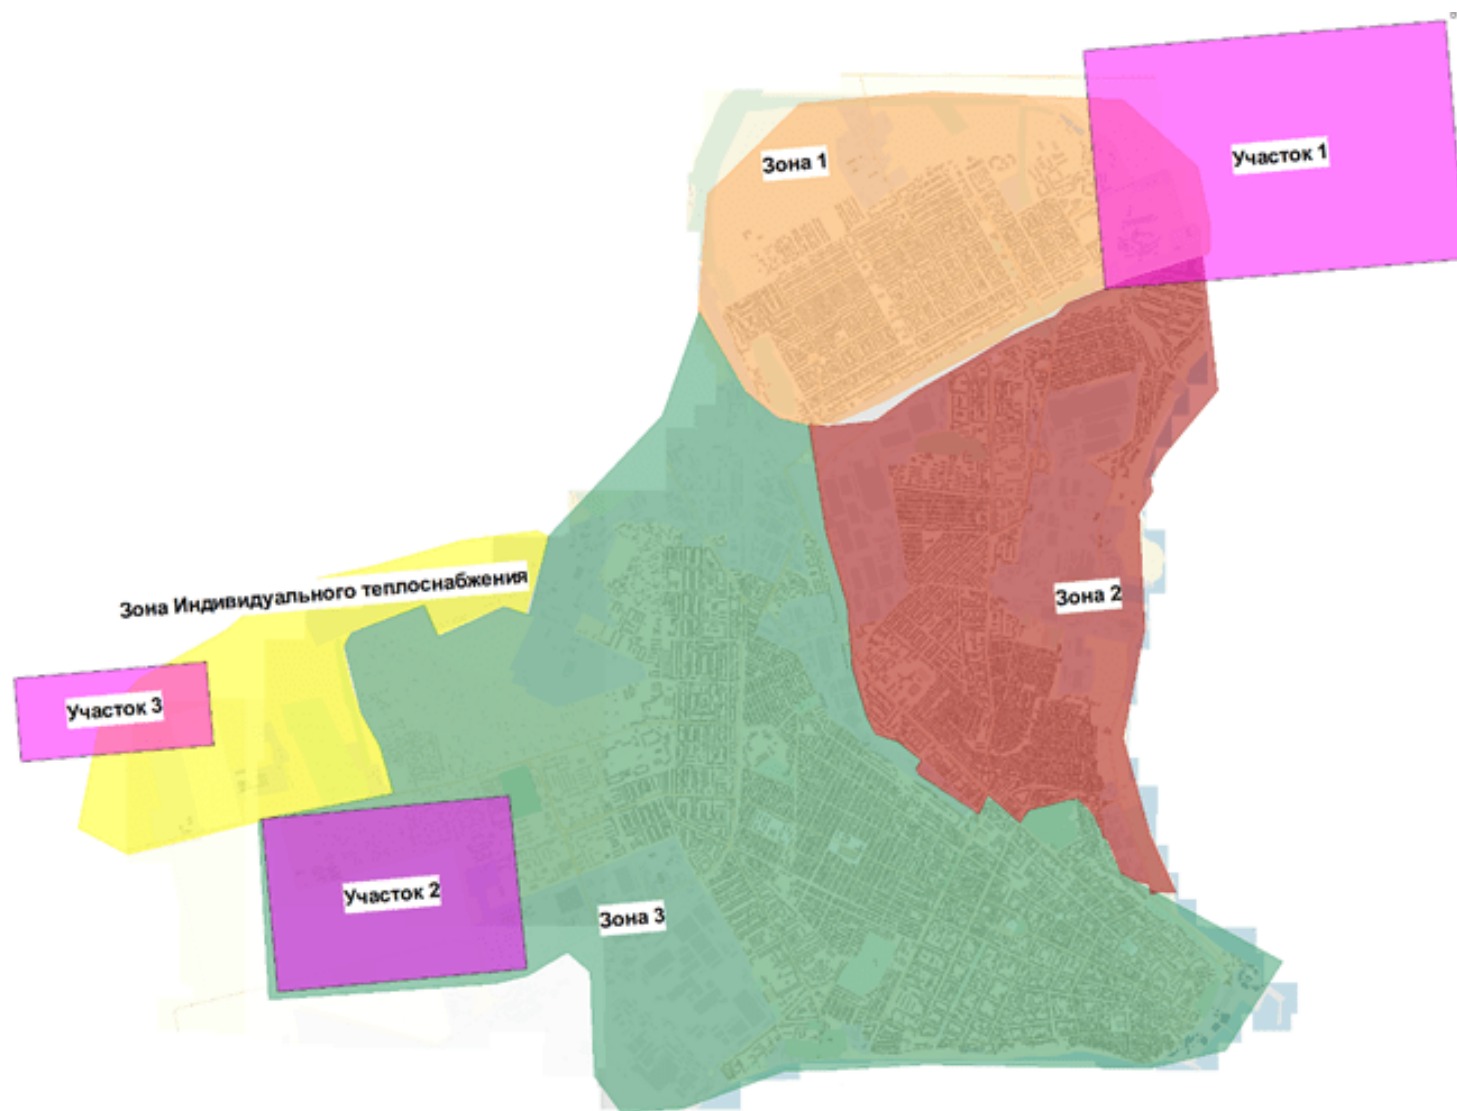 Зона 1
Участок 1
Зона Индивидуального теплоснабжения
Зона 2
Участок 3
Участок 2
Зона 3